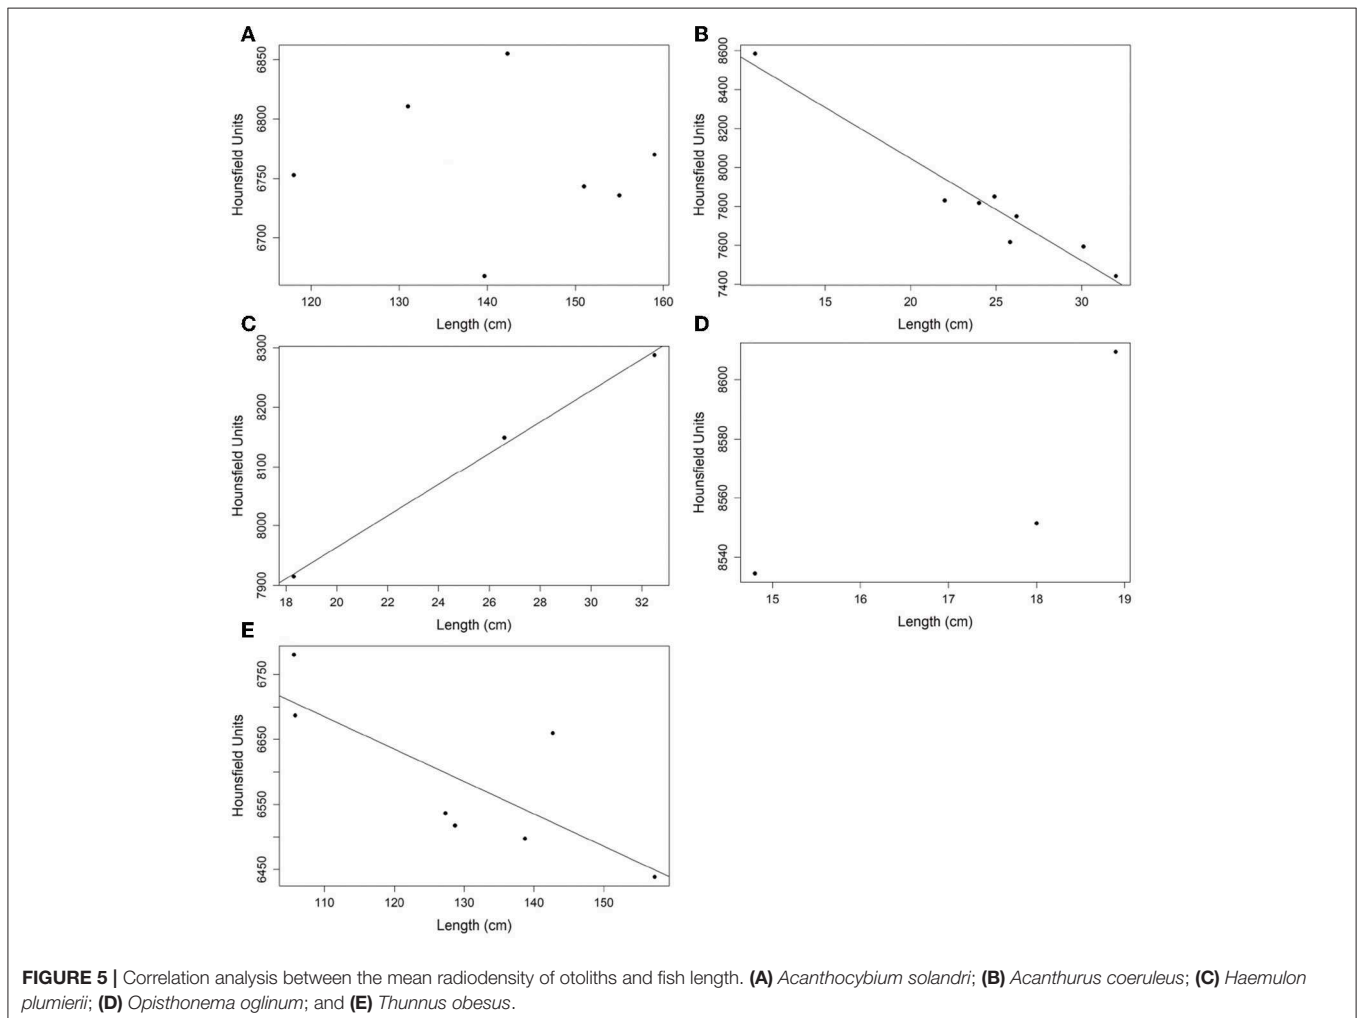 A
Hounsfield Units
6700 6750 6800 6850
120 130 140 150 160
Length (cm)
B
Hounsfield Units
7400 7600 7800 8000 8200 8400 8600
15 20 25 30
Length (cm)
C
Hounsfield Units
7900 8000 8100 8200 8300
18 20 22 24 26 28 30 32
Length (cm)
D
Hounsfield Units
8540 8560 8580 8600
15 16 17 18 19
Length (cm)
E
Hounsfield Units
6450 6550 6650 6750
110 120 130 140 150
Length (cm)
FIGURE 5 | Correlation analysis between the mean radiodensity of otoliths and fish length. (A) Acanthocybium solandri; (B) Acanthurus coeruleus; (C) Haemulon
plumierii; (D) Opisthonema oglinum; and (E) Thunnus obesus.